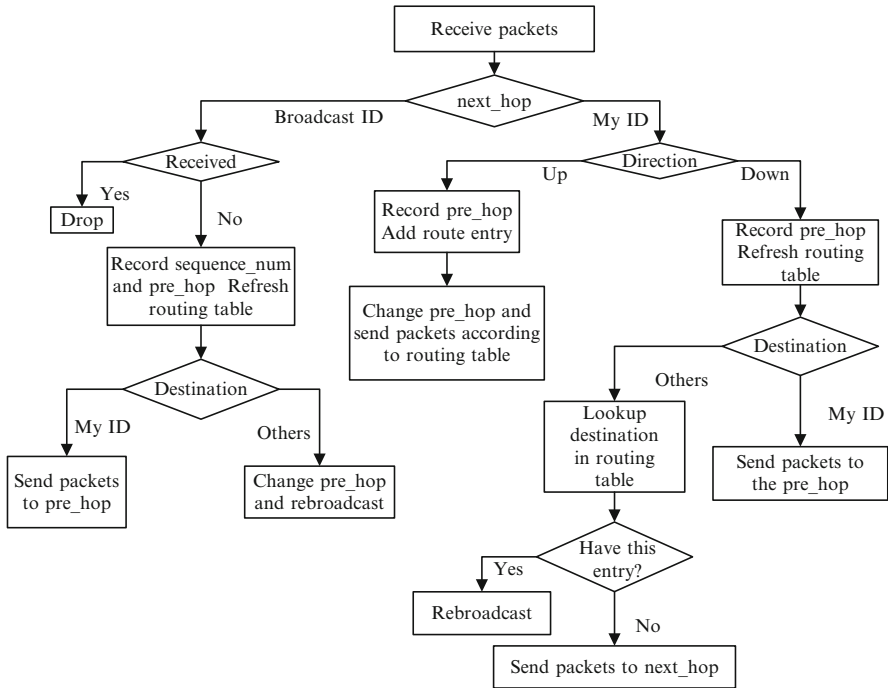 Receive packets
next_hop
Broadcast ID
My ID
Received
Direction
Yes
Up
Down
Drop
No
Record pre_hop
Add route entry
Record pre_hop
Refresh routing
table
Record sequence_num
and pre_hop Refresh
routing table
Change pre_hop and
send packets according
to routing table
Destination
Destination
Others
My ID
Others
Lookup
destination
in routing
table
My ID
Send packets
to pre_hop
Change pre_hop
and rebroadcast
Send packets to
the pre_hop
Have this
entry?
Yes
Rebroadcast
No
Send packets to next_hop